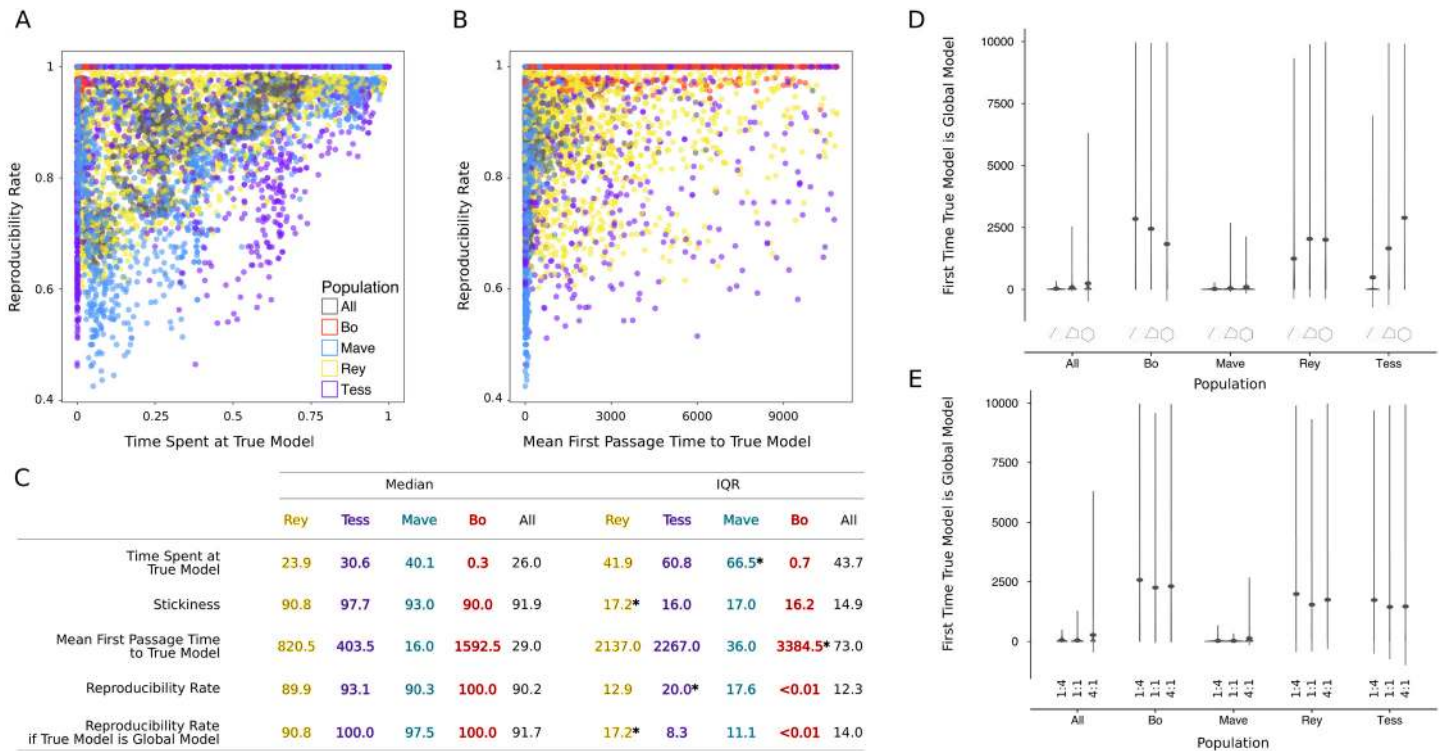 A
Reproducibility Rate
1
0.8
0.6
0.4
0
0.25
0.5
0.75
1
Time Spent at True Model
Population
All
Bo
Mave
Rey
Tess
B
Reproducibility Rate
1
0.8
0.6
0.4
0
3000
6000
9000
Mean First Passage Time to True Model
C
Median IQR
Rey Tess Mave Bo All Rey Tess Mave Bo All
Time Spent at
True Model
23.9 30.6 40.1 0.3 26.0 41.9 60.8 66.5* 0.7 43.7
Stickiness 90.8 97.7 93.0 90.0 91.9 17.2* 16.0 17.0 16.2 14.9
Mean First Passage Time
to True Model
820.5 403.5 16.0 1592.5 29.0 2137.0 2267.0 36.0 3384.5* 73.0
Reproducibility Rate 89.9 93.1 90.3 100.0 90.2 12.9 20.0* 17.6 <0.01 12.3
Reproducibility Rate
if True Model is Global Model
90.8 100.0 97.5 100.0 91.7 17.2* 8.3 11.1 <0.01 14.0
D
First Time True Model is Global Model
10000
7500
5000
2500
0
All Bo Mave Rey Tess
Population
E
First Time True Model is Global Model
10000
7500
5000
2500
0
1:4 1:1 4:1 1:4 1:1 4:1 1:4 1:1 4:1 1:4 1:1 4:1 1:4 1:1 4:1
All Bo Mave Rey Tess
Population